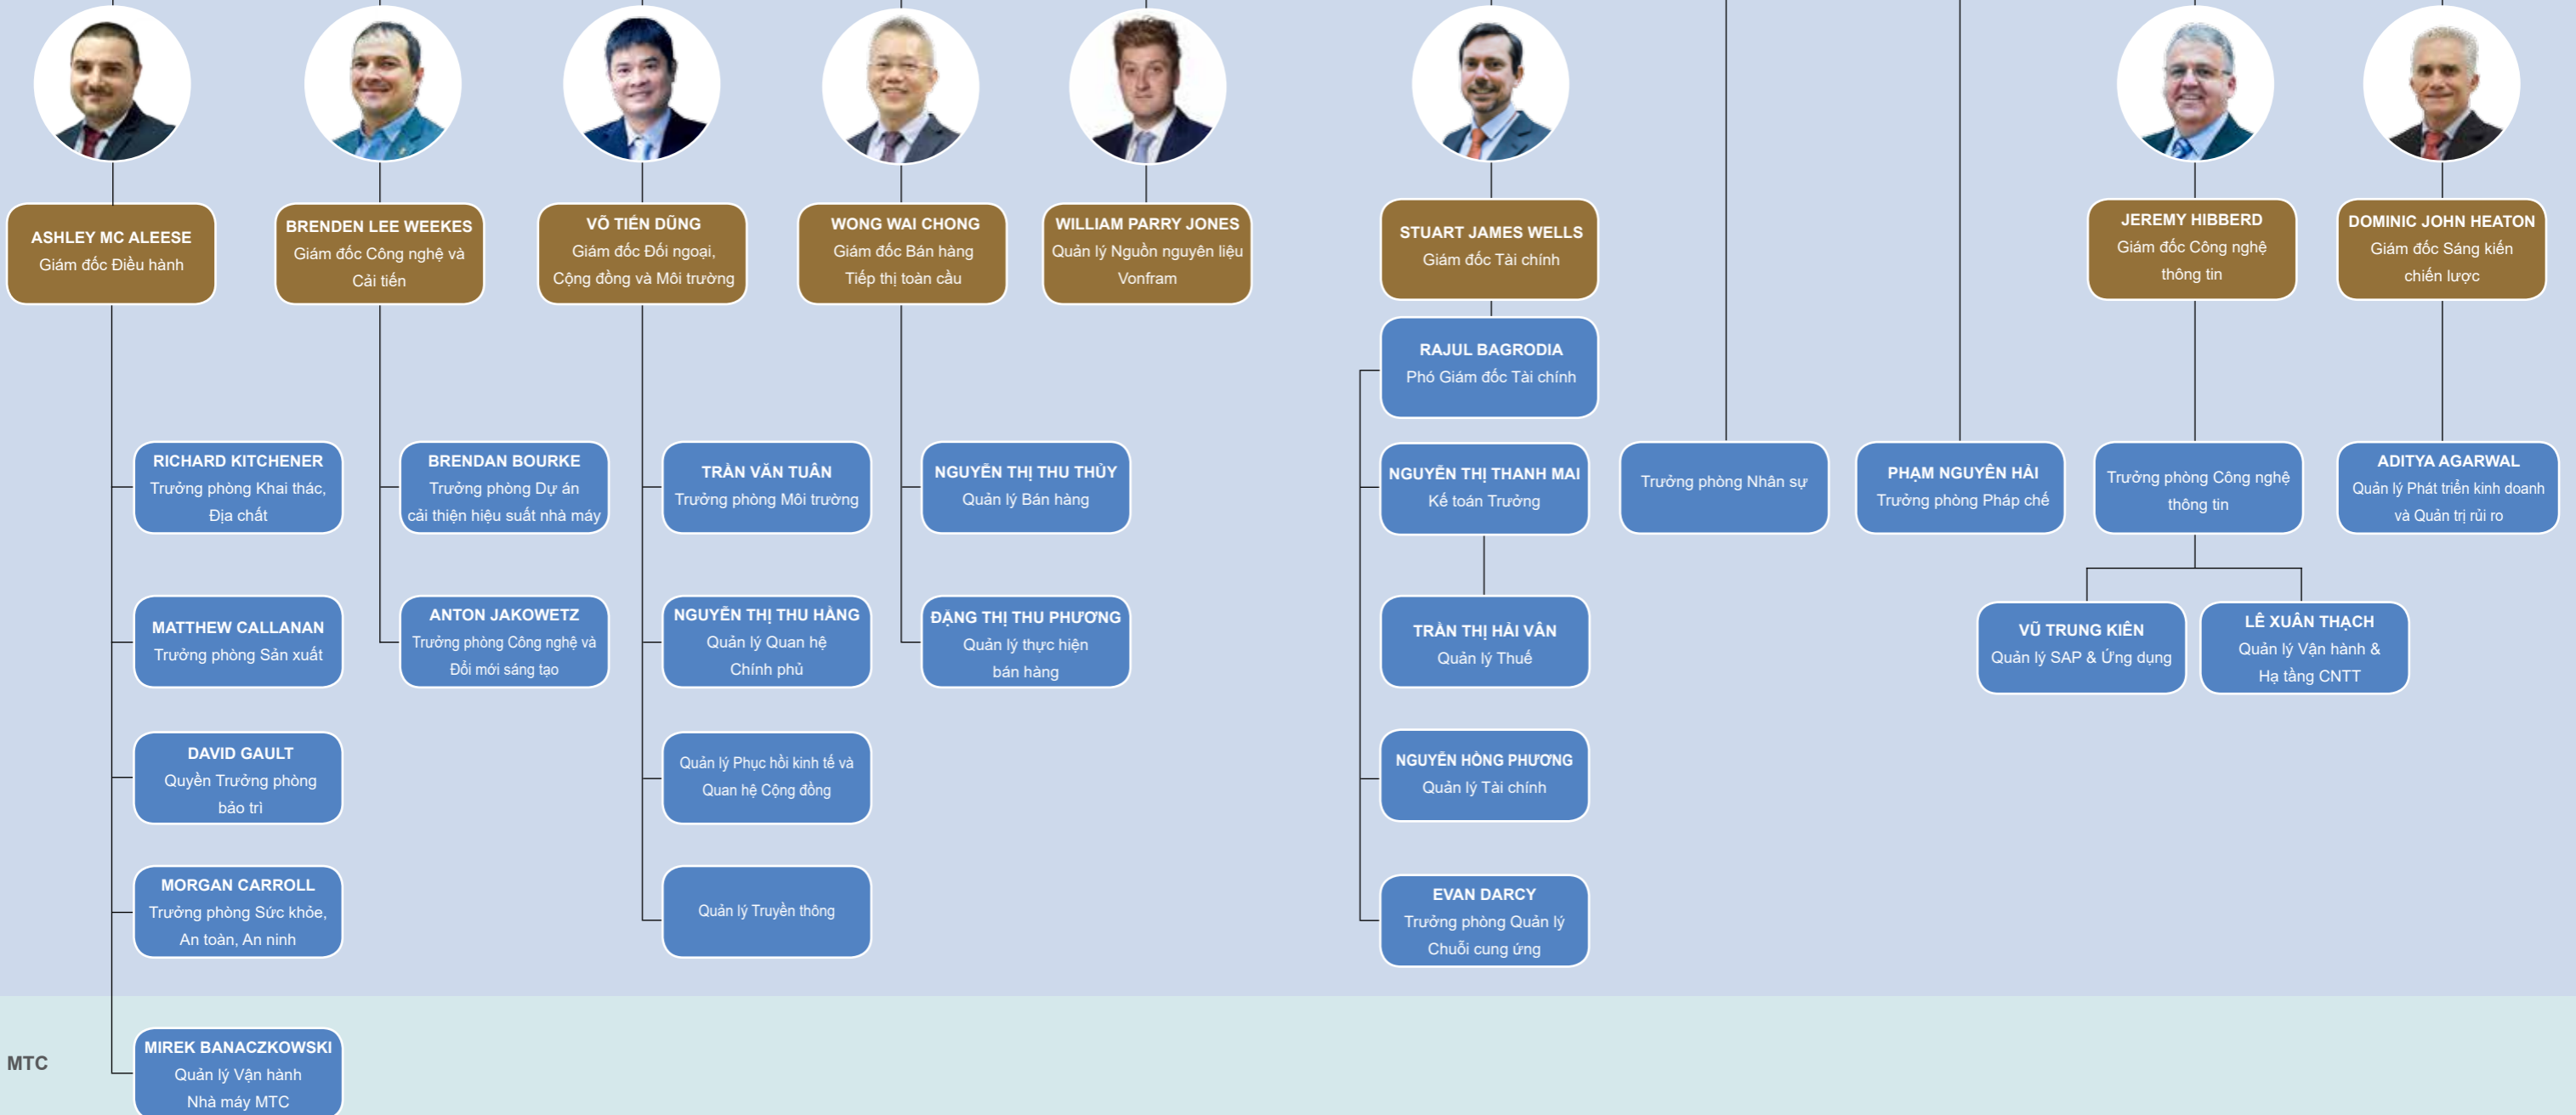 ASHLEY MC ALEESE
Giám đốc Điều hành
BRENDEN LEE WEEKES
Giám đốc Công nghệ và
Cải tiến
VÕ TIẾN DŨNG
Giám đốc Đối ngoại,
Cộng đồng và Môi trường
WONG WAI CHONG
Giám đốc Bán hàng
Tiếp thị toàn cầu
WILLIAM PARRY JONES
Quản lý Nguồn nguyên liệu
Vonfram
STUART JAMES WELLS
Giám đốc Tài chính
JEREMY HIBBERD
Giám đốc Công nghệ
thông tin
DOMINIC JOHN HEATON
Giám đốc Sáng kiến
chiến lược
RAJUL BAGRODIA
Phó Giám đốc Tài chính
RICHARD KITCHENER
Trưởng phòng Khai thác,
Địa chất
BRENDAN BOURKE
Trưởng phòng Dự án
cải thiện hiệu suất nhà máy
TRẦN VĂN TUÂN
Trưởng phòng Môi trường
NGUYỄN THỊ THU THỦY
Quản lý Bán hàng
NGUYỄN THỊ THANH MAI
Kế toán Trưởng
Trưởng phòng Nhân sự
PHẠM NGUYÊN HẢI
Trưởng phòng Pháp chế
Trưởng phòng Công nghệ
thông tin
ADITYA AGARWAL
Quản lý Phát triển kinh doanh
và Quản trị rủi ro
MATTHEW CALLANAN
Trưởng phòng Sản xuất
ANTON JAKOWETZ
Trưởng phòng Công nghệ và
Đổi mới sáng tạo
NGUYỄN THỊ THU HẰNG
Quản lý Quan hệ
Chính phủ
ĐẶNG THỊ THU PHƯƠNG
Quản lý thực hiện
bán hàng
TRẦN THỊ HẢI VÂN
Quản lý Thuế
VŨ TRUNG KIÊN
Quản lý SAP & Ứng dụng
LÊ XUÂN THẠCH
Quản lý Vận hành &
Hạ tầng CNTT
DAVID GAULT
Quyền Trưởng phòng
bảo trì
Quản lý Phục hồi kinh tế và
Quan hệ Cộng đồng
NGUYỄN HỒNG PHƯƠNG
Quản lý Tài chính
MORGAN CARROLL
Trưởng phòng Sức khỏe,
An toàn, An ninh
Quản lý Truyền thông
EVAN DARCY
Trưởng phòng Quản lý
Chuỗi cung ứng
MTC
MIREK BANACZKOWSKI
Quản lý Vận hành
Nhà máy MTC